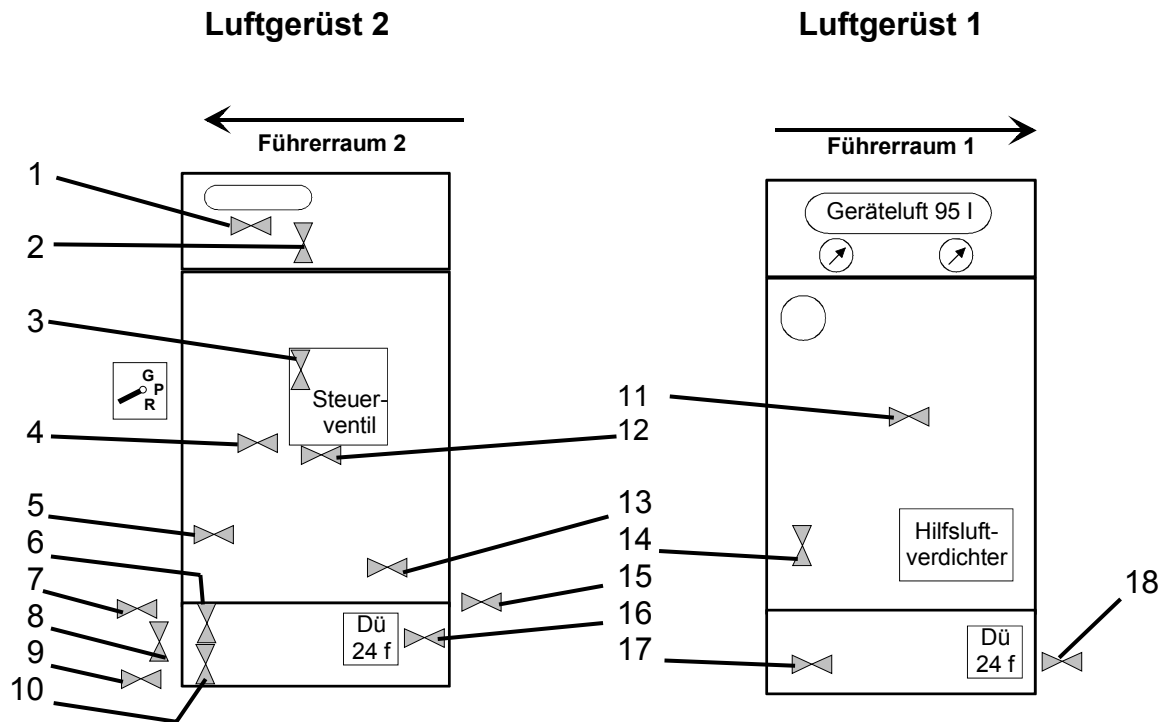 Luftgerüst 2
Luftgerüst 1
Führerraum 2
Führerraum 1
1
2
3
4
5
6
7
8
9
10
G
P
R
Steuer-
ventil
Dü
24 f
11
12
13
14
15
16
17
18
Geräteluft 95 l
Hilfsluft-
verdichter
Dü
24 f